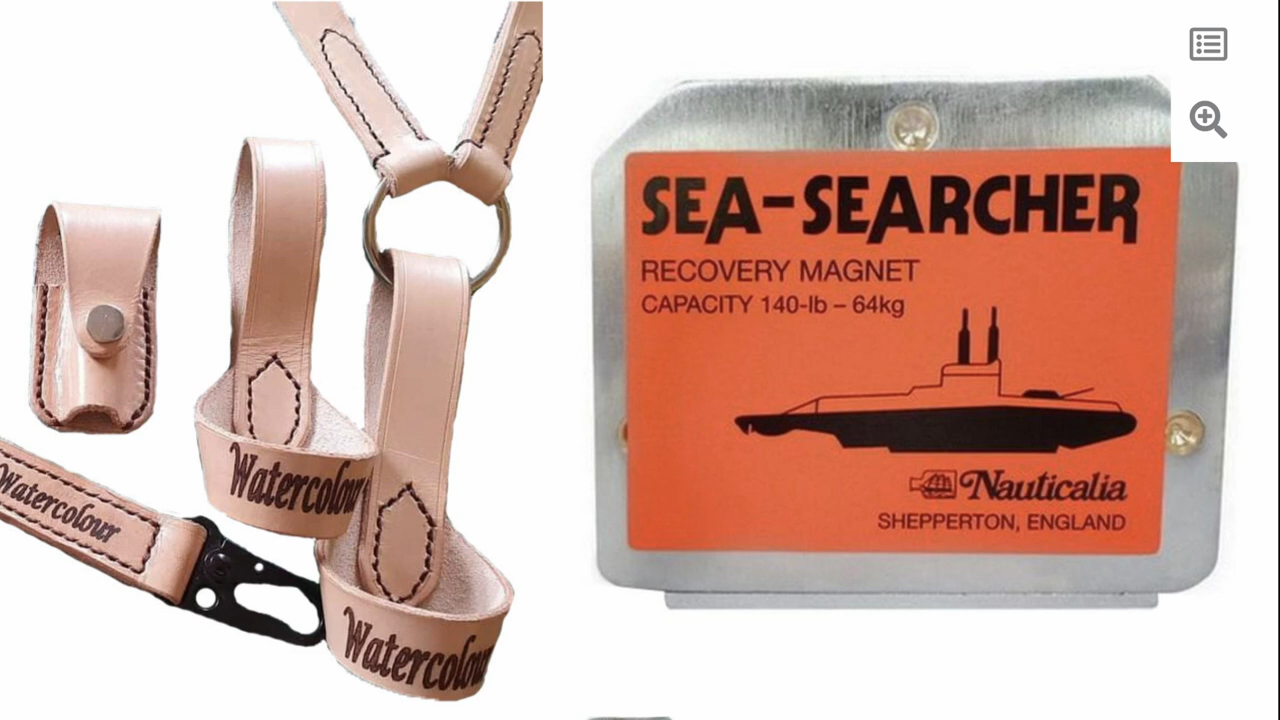 Watercolour
Watercolour
Watercolour
SEA-SEARCHER
RECOVERY MAGNET
CAPACITY 140-lb – 64kg
Nauticalia
SHEPPERTON, ENGLAND